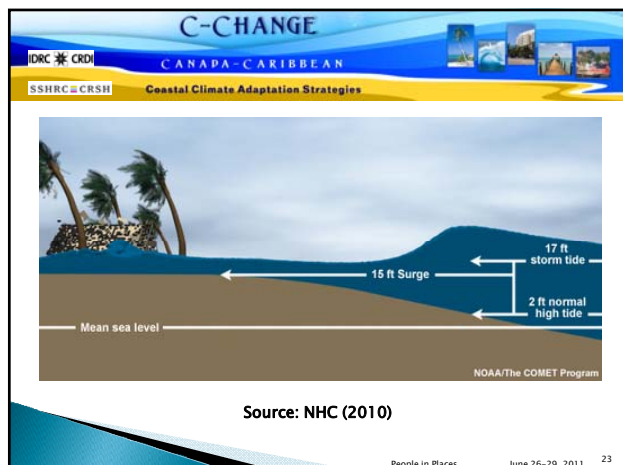 C-CHANGE
IDRC CRDI
CANAPA-CARIBBEAN
SSHRC CRSH
Coastal Climate Adaptation Strategies
17 ft
storm tide
15 ft Surge
2 ft normal
high tide
Mean sea level
NOAA/The COMET Program
Source: NHC (2010)
People in Places June 26-29, 2011 23